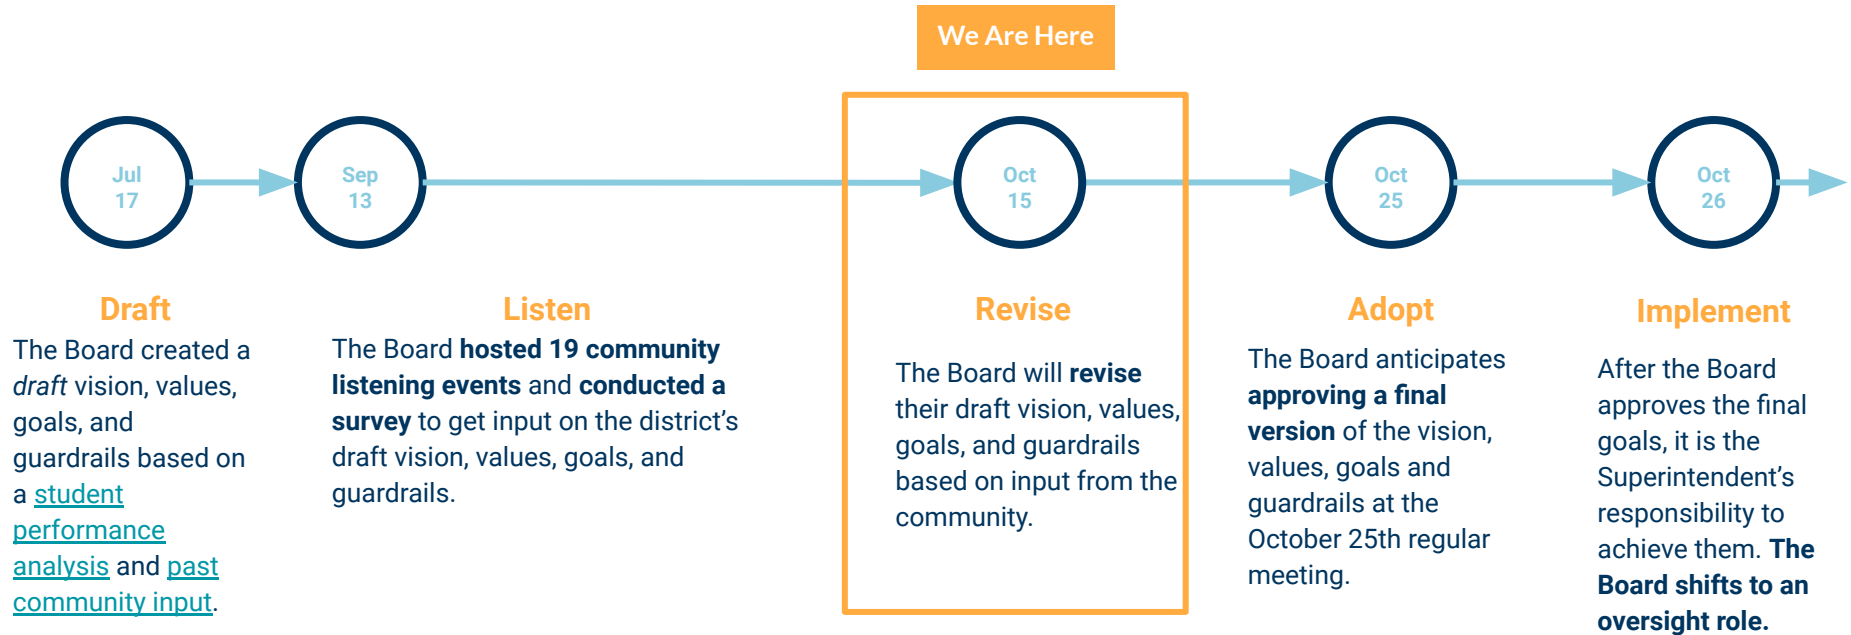 We Are Here
Jul
17
Sep
13
Oct
15
Oct
25
Oct
26
Draft
The Board created a
draft vision, values,
goals, and
guardrails based on
a student
performance
analysis and past
community input.
Listen
The Board hosted 19 community
listening events and conducted a
survey to get input on the district's
draft vision, values, goals, and
guardrails.
Revise
The Board will revise
their draft vision, values,
goals, and guardrails
based on input from the
community.
Adopt
The Board anticipates
approving a final
version of the vision,
values, goals and
guardrails at the
October 25th regular
meeting.
Implement
After the Board
approves the final
goals, it is the
Superintendent's
responsibility to
achieve them. The
Board shifts to an
oversight role.